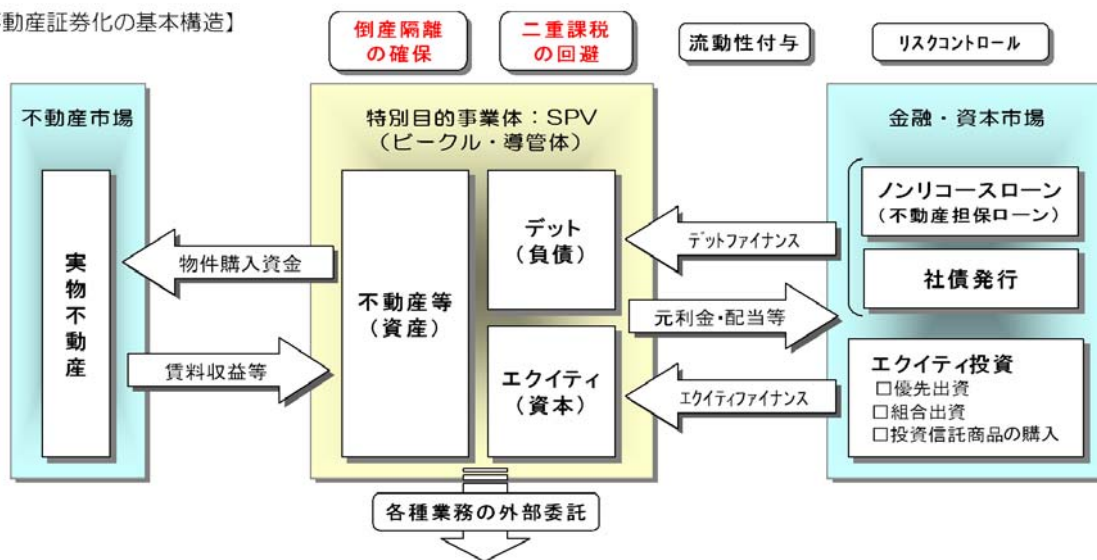 動産証券化の基本構造】
倒産隔離
の確保
二重課税
の回避
流動性付与
リスクコントロール
不動産市場
実物不動産
物件購入資金
賃料収益等
特別目的事業体：SPV
（ビークル・導管体）
不動産等
（資産）
デット
（負債）
エクイティ
（資本）
デットファイナンス
元利金・配当等
エクイティファイナンス
金融・資本市場
ノンリコースローン
（不動産担保ローン）
社債発行
エクイティ投資
□優先出資
□組合出資
□投資信託商品の購入
各種業務の外部委託